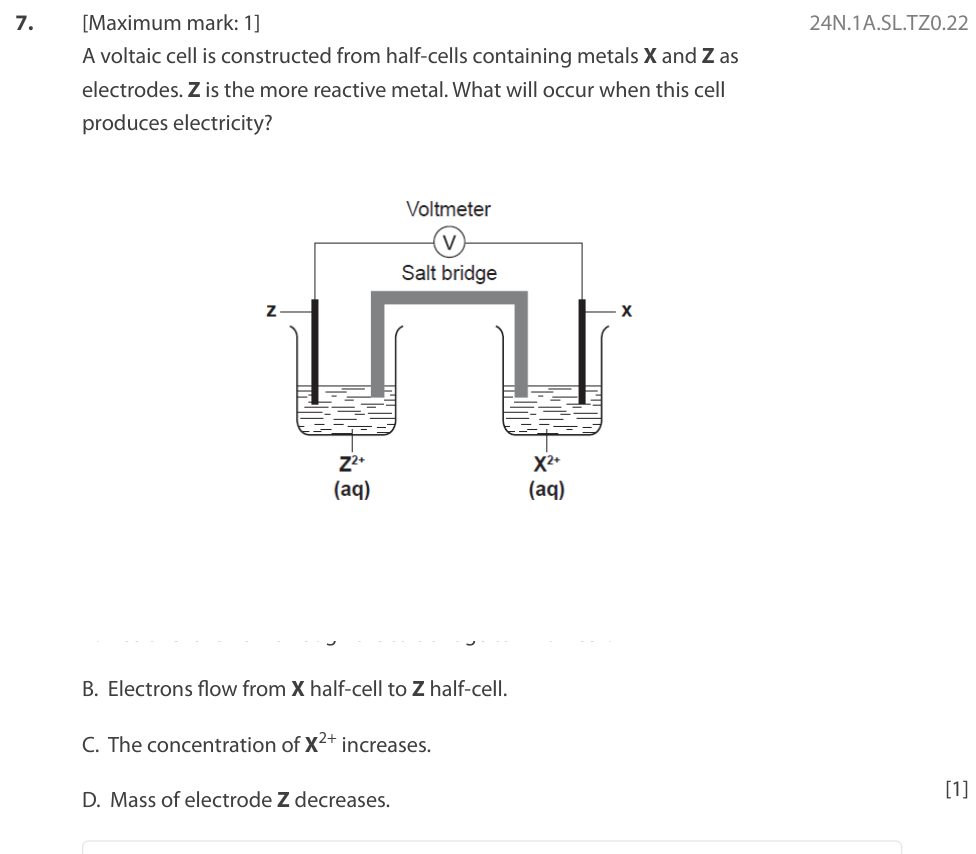 7. [Maximum mark: 1] 24N.1A.SL.TZ0.22
A voltaic cell is constructed from half-cells containing metals X and Z as
electrodes. Z is the more reactive metal. What will occur when this cell
produces electricity?
Voltmeter
V
Salt bridge
Z X
Z²⁺ X²⁺
(aq) (aq)
B. Electrons flow from X half-cell to Z half-cell.
C. The concentration of X²⁺ increases.
D. Mass of electrode Z decreases.
[1]